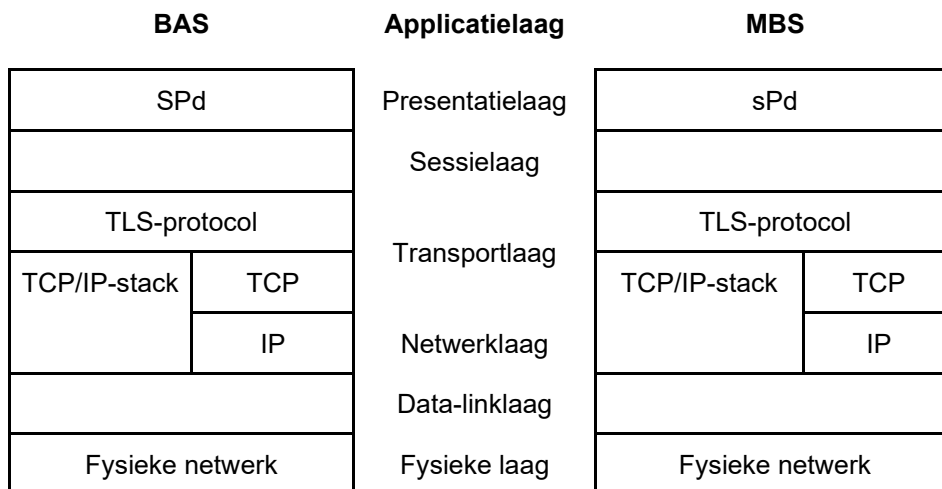 BAS Applicatielaag MBS
SPd Presentatielaag sPd
Sessielaag
TLS-protocol TLS-protocol
Transportlaag
TCP/IP-stack TCP TCP/IP-stack TCP
IP Netwerklaag IP
Data-linklaag
Fysieke netwerk Fysieke laag Fysieke netwerk